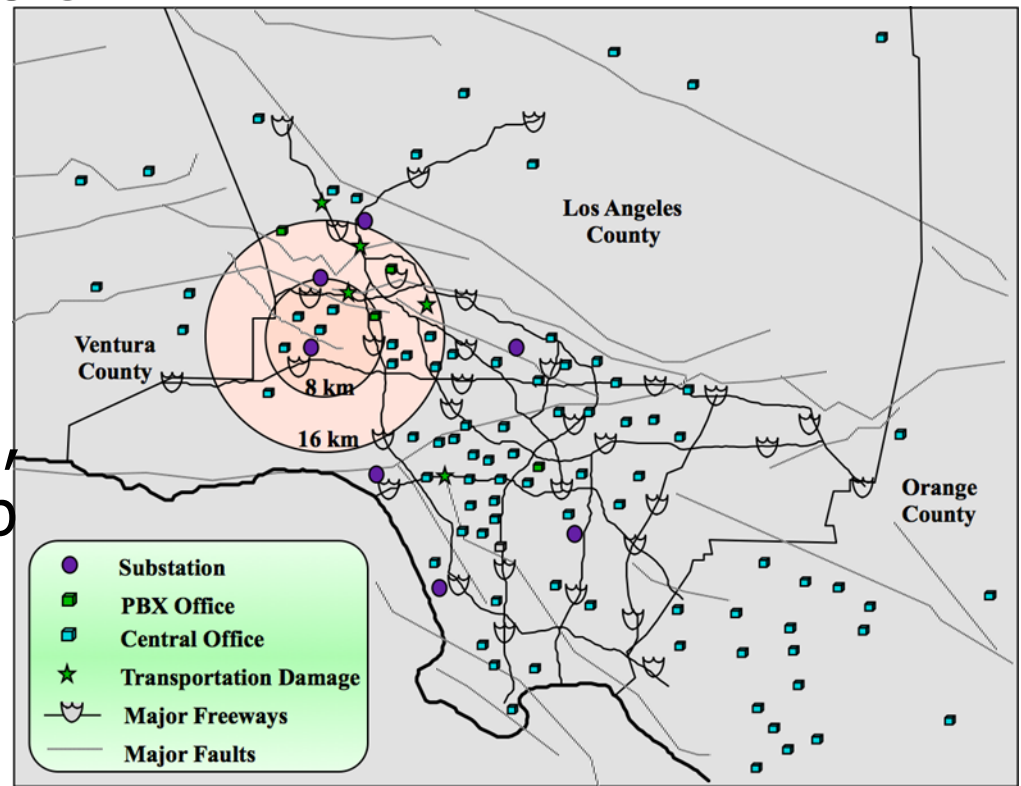 Los Angeles
County
Ventura
County
8 km
16 km
,
Orange
County
Substation
PBX Office
Central Office
Transportation Damage
Major Freeways
Major Faults